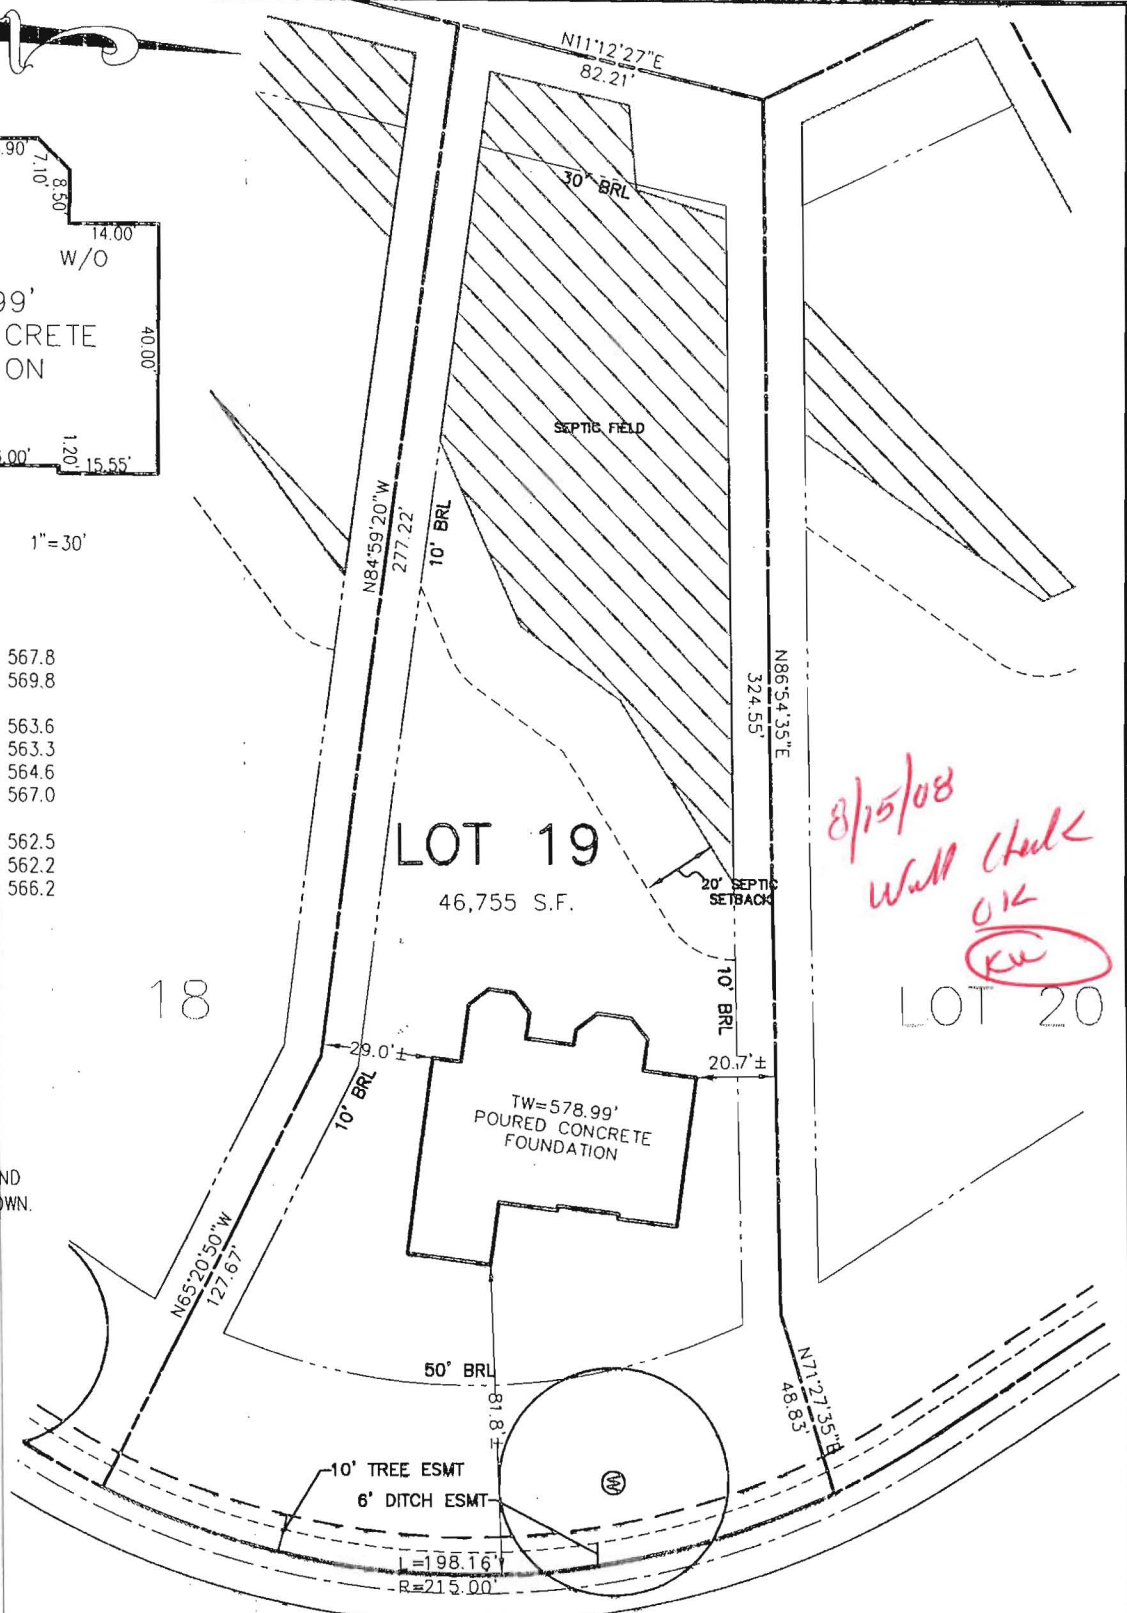 N11°12'27"E
82.21'
.90'
7.10'
8.50'
14.00'
W/O
99'
CRETE
ON
40.00'
1.20'
15.55'
1"=30'
30' BRL
SEPTIC FIELD
N84°59'20"W
277.22'
10' BRL
567.8
569.8
563.6
563.3
564.6
567.0
562.5
562.2
566.2
N86°54'35"E
324.55'
8/15/08
Wall Check
OK
KW
LOT 19
46,755 S.F.
20' SEPTIC
SETBACK
18
10' BRL
LOT 20
29.0'±
20.7'±
10' BRL
TW=578.99'
POURED CONCRETE
FOUNDATION
ND
OWN.
N65°20'50"W
127.67'
50' BRL
81.8'±
N71°27'35"E
48.83'
10' TREE ESMT
6' DITCH ESMT
W
L=198.16'
R=215.00'